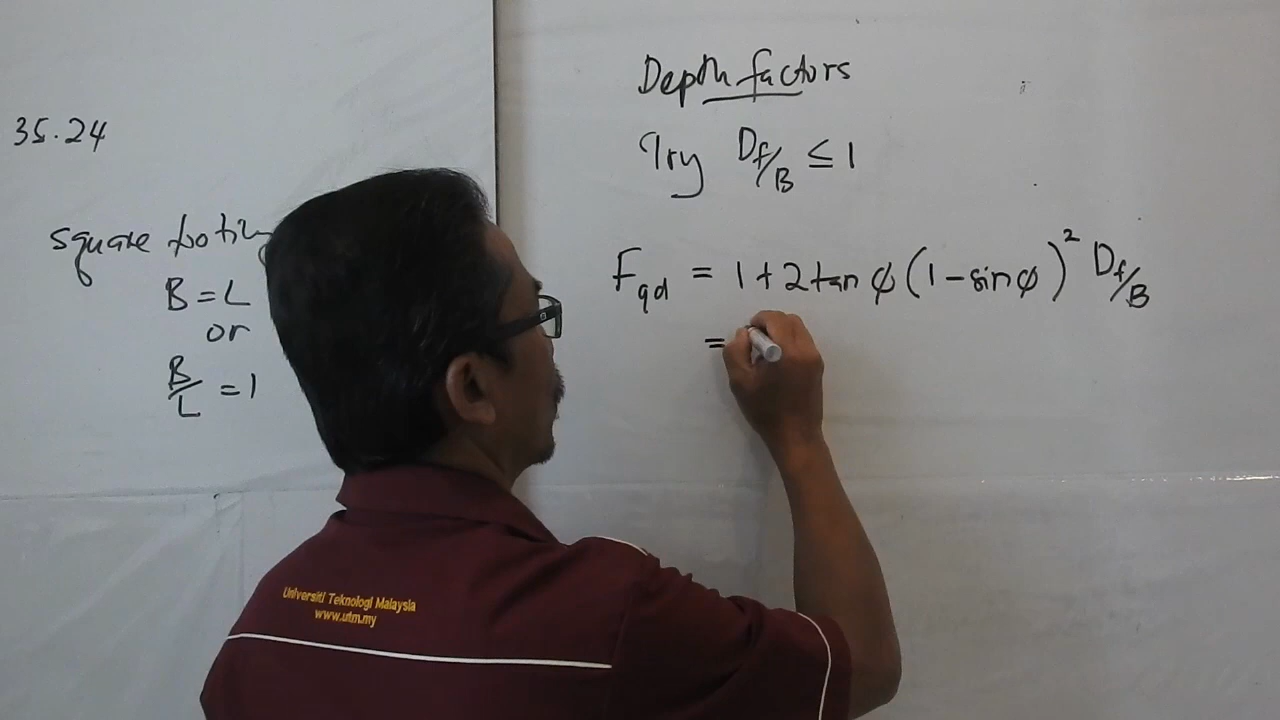 35.24
square footing
B = L
or
B/L = 1
Depth factors
Try Df/B ≤ 1
Fqd = 1 + 2 tan φ (1 - sin φ)² Df/B
=
Universiti Teknologi Malaysia
www.utm.my